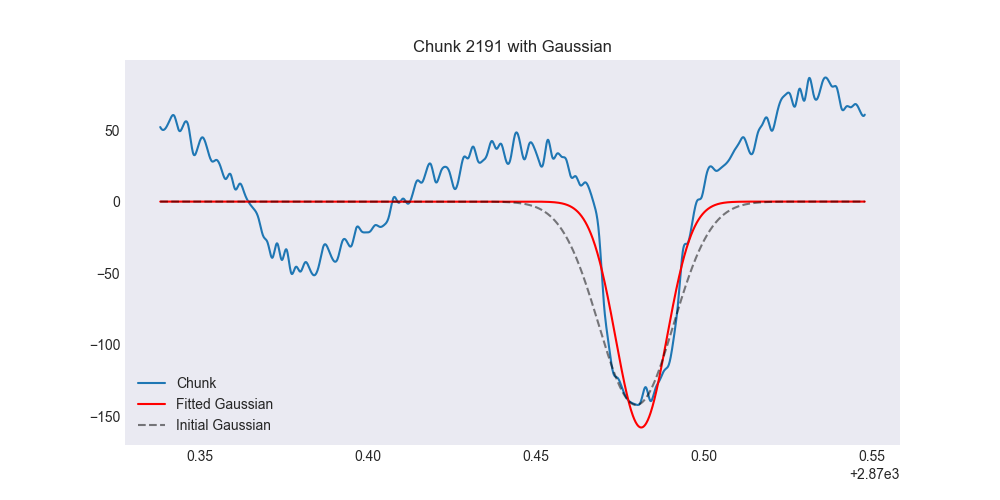 Chunk 2191 with Gaussian
50
0
−50
−100
−150
Chunk
Fitted Gaussian
Initial Gaussian
0.35 0.40 0.45 0.50 0.55
+2.87e3